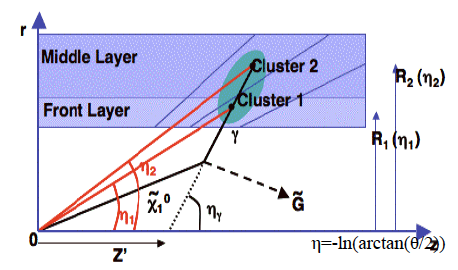 r
Middle Layer
Cluster 2
R₂ (η₂)
Front Layer
Cluster 1
γ
R₁ (η₁)
η₂
χ̃₁⁰
η₁
ηγ
G̃
0
Z'
η=-ln(arctan(θ/2))